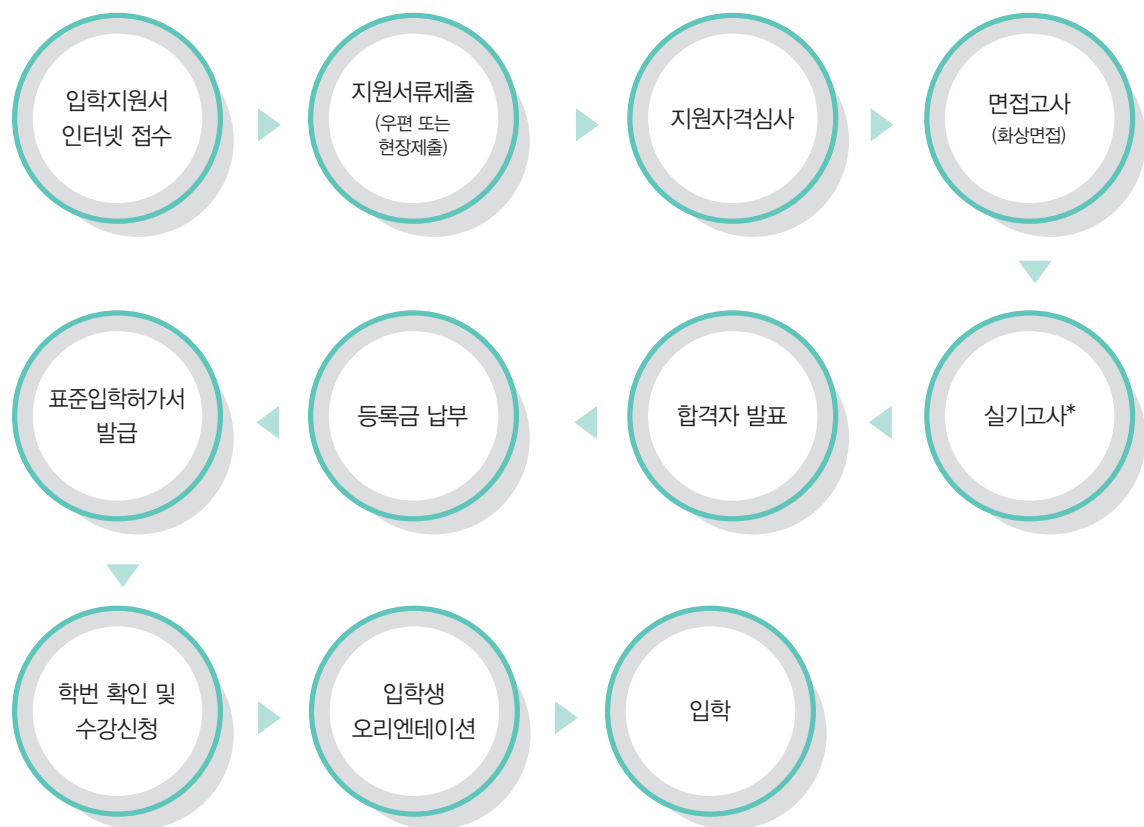 입학지원서
인터넷 접수
지원서류제출
(우편 또는
현장제출)
지원자격심사
면접고사
(화상면접)
실기고사*
합격자 발표
등록금 납부
표준입학허가서
발급
학번 확인 및
수강신청
입학생
오리엔테이션
입학